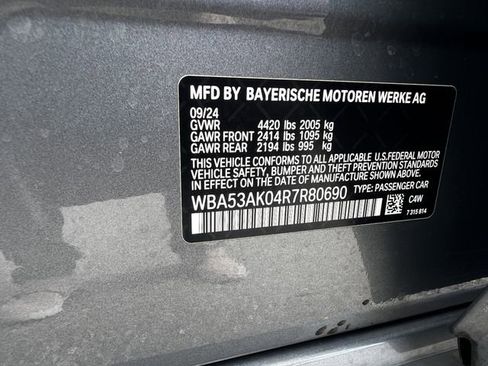 MFD BY BAYERISCHE MOTOREN WERKE AG
09/24
GVWR 4420 lbs 2005 kg
GAWR FRONT 2414 lbs 1095 kg
GAWR REAR 2194 lbs 995 kg
THIS VEHICLE CONFORMS TO ALL APPLICABLE U.S.FEDERAL MOTOR
VEHICLE SAFETY, BUMPER AND THEFT PREVENTION STANDARDS
IN EFFECT ON THE DATE OF MANUFACTURE SHOWN ABOVE.
WBA53AK04R7R80690 TYPE: PASSENGER CAR
C4W
7 315 814